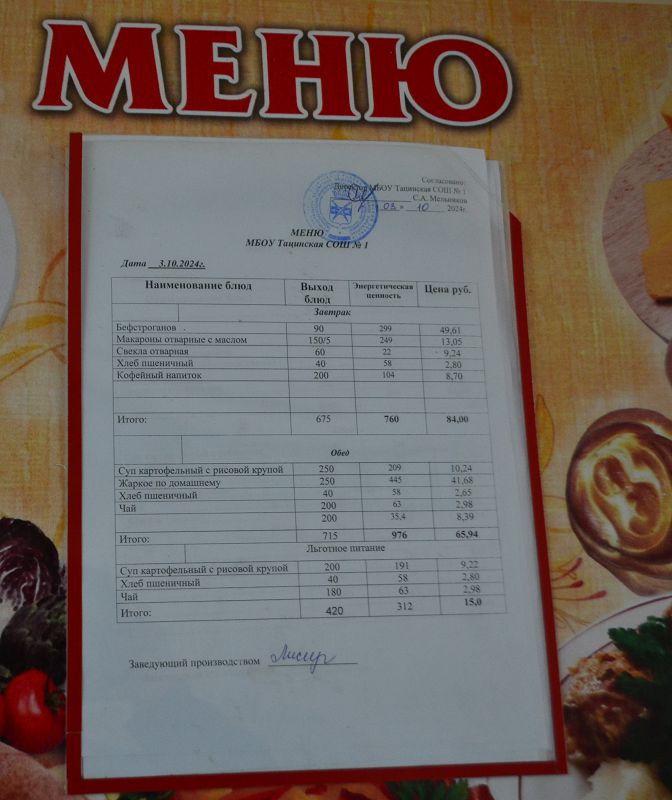 МЕНЮ
Согласовано:
Директор МБОУ Тацинская СОШ № 1
С.А. Мельников
03 » 10 2024г.
МЕНЮ
МБОУ Тацинская СОШ № 1
Дата 3.10.2024г.
Наименование блюд Выход блюд Энергетическая ценность Цена руб.
Завтрак
Бефстроганов 90 299 49,61
Макароны отварные с маслом 150/5 249 13,05
Свекла отварная 60 22 9,24
Хлеб пшеничный 40 58 2,80
Кофейный напиток 200 104 8,70
Итого: 675 760 84,00
Обед
Суп картофельный с рисовой крупой 250 209 10,24
Жаркое по домашнему 250 445 41,68
Хлеб пшеничный 40 58 2,65
Чай 200 63 2,98
200 35,4 8,39
Итого: 715 976 65,94
Льготное питание
Суп картофельный с рисовой крупой 200 191 9,22
Хлеб пшеничный 40 58 2,80
Чай 180 63 2,98
Итого: 420 312 15,0
Заведующий производством